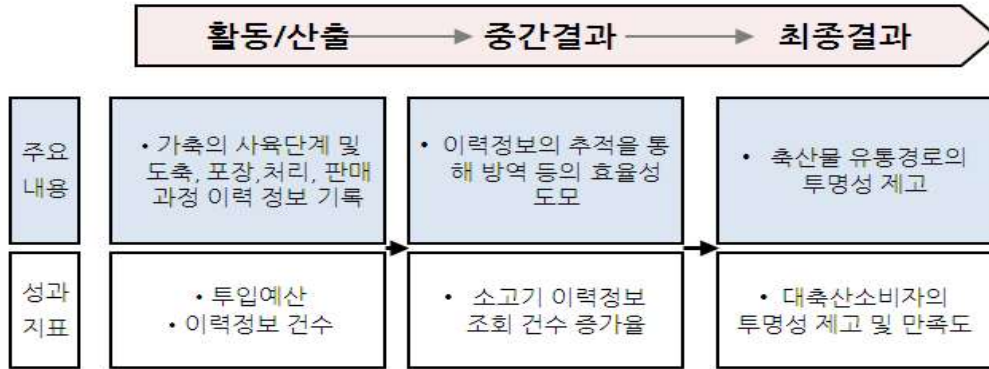 활동/산출 중간결과 최종결과
주요
내용
• 가축의 사육단계 및
도축, 포장,처리, 판매
과정 이력 정보 기록
• 이력정보의 추적을 통
해 방역 등의 효율성
도모
• 축산물 유통경로의
투명성 제고
성과
지표
• 투입예산
• 이력정보 건수
• 소고기 이력정보
조회 건수 증가율
• 대축산소비자의
투명성 제고 및 만족도